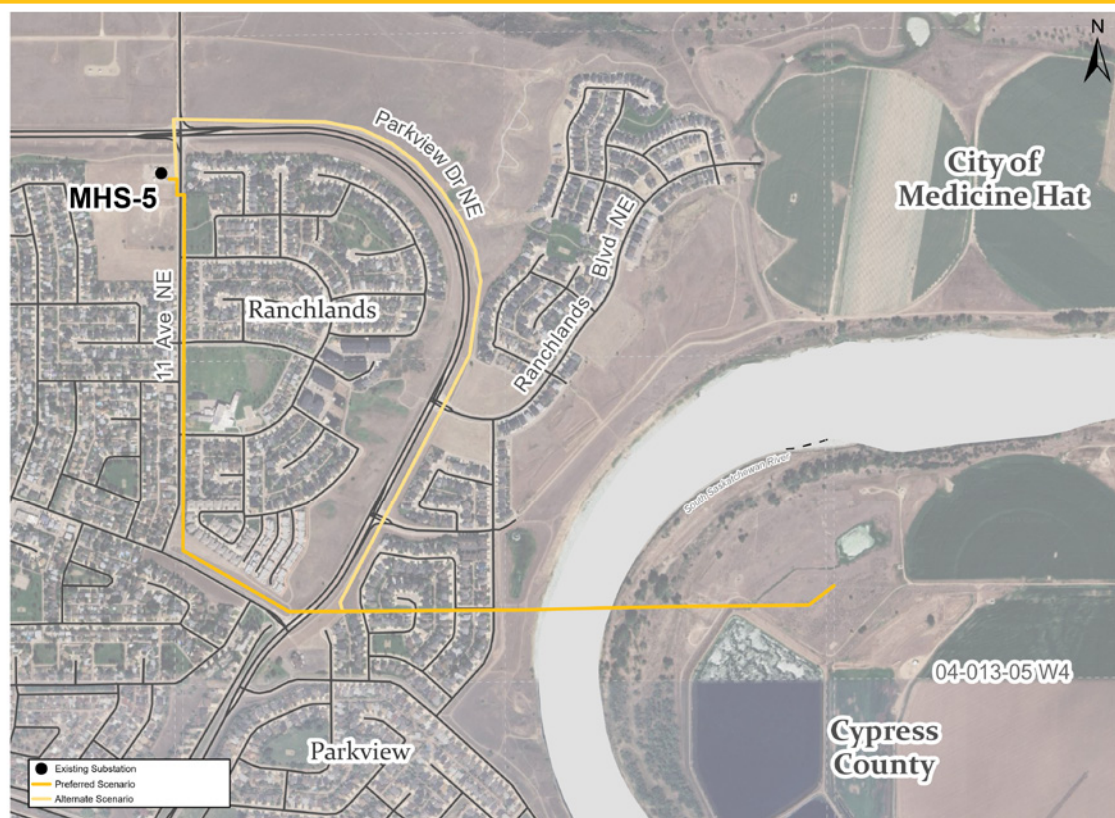 N
Parkview Dr NE
City of
Medicine Hat
MHS-5
11 Ave NE
Ranchlands
Ranchlands Blvd NE
South Saskatchewan River
04-013-05 W4
Cypress
County
Parkview
Existing Substation
Preferred Scenario
Alternate Scenario